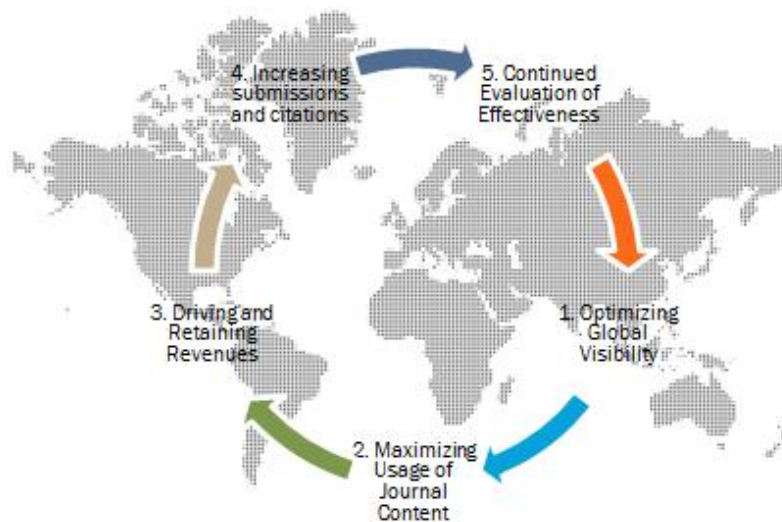 4. Increasing
submissions
and citations
5. Continued
Evaluation of
Effectiveness
3. Driving and
Retaining
Revenues
1. Optimizing
Global
Visibility
2. Maximizing
Usage of
Journal
Content